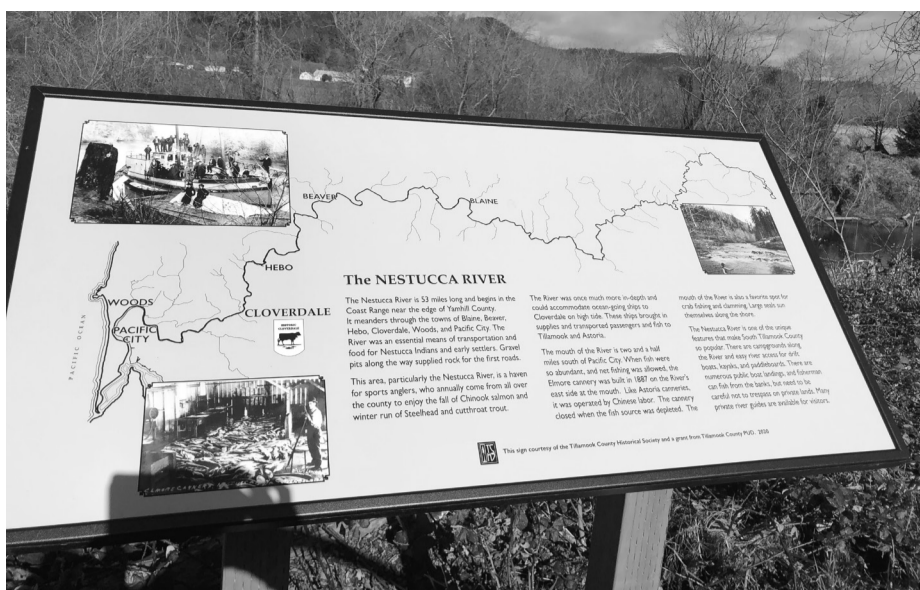 BEAVER
BLAINE
HEBO
WOODS
CLOVERDALE
PACIFIC
CITY
PACIFIC OCEAN
The NESTUCCA RIVER
The Nestucca River is 53 miles long and begins in the
Coast Range near the edge of Yamhill County.
It meanders through the towns of Blaine, Beaver,
Hebo, Cloverdale, Woods, and Pacific City. The
River was an essential means of transportation and
food for Nestucca Indians and early settlers. Gravel
pits along the way supplied rock for the first roads.
This area, particularly the Nestucca River, is a haven
for sports anglers, who annually come from all over
the county to enjoy the fall of Chinook salmon and
winter run of Steelhead and cutthroat trout.
The River was once much more in-depth and
could accommodate ocean-going ships to
Cloverdale on high tide. These ships brought in
supplies and transported passengers and fish to
Tillamook and Astoria.
The mouth of the River is two and a half
miles south of Pacific City. When fish were
so abundant, and net fishing was allowed, the
Elmore cannery was built in 1887 on the River's
east side at the mouth. Like Astoria canneries,
it was operated by Chinese labor. The cannery
closed when the fish source was depleted. The
mouth of the River is also a favorite spot for
crab fishing and clamming. Large seals sun
themselves along the shore.
The Nestucca River is one of the unique
features that make South Tillamook County
so popular. There are campgrounds along
the River and easy river access for drift
boats, kayaks, and paddleboards. There are
numerous public boat landings, and fisherman
can fish from the banks, but need to be
careful not to trespass on private lands. Many
private river guides are available for visitors.
This sign courtesy of the Tillamook County Historical Society and a grant from Tillamook County PUD. 2020